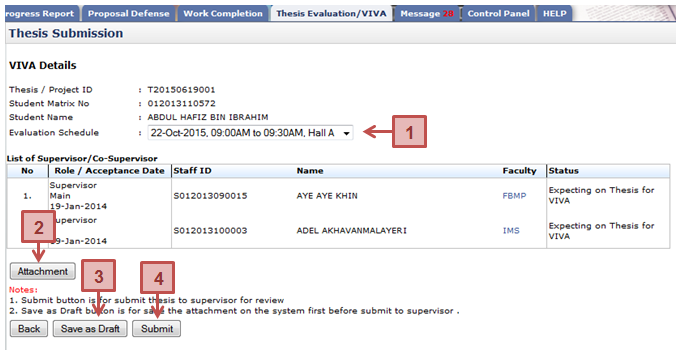 rogress Report Proposal Defense Work Completion Thesis Evaluation/VIVA Message 28 Control Panel HELP
Thesis Submission
VIVA Details
Thesis / Project ID : T20150619001
Student Matrix No : 012013110572
Student Name : ABDUL HAFIZ BIN IBRAHIM
Evaluation Schedule : 22-Oct-2015, 09:00AM to 09:30AM, Hall A 1
List of Supervisor/Co-Supervisor
No Role / Acceptance Date Staff ID Name Faculty Status
1. Supervisor Main 19-Jan-2014 S012013090015 AYE AYE KHIN FBMP Expecting on Thesis for VIVA
upervisor 9-Jan-2014 S012013100003 ADEL AKHAVANMALAYERI IMS Expecting on Thesis for VIVA
2
Attachment
3
4
Notes:
1. Submit button is for submit thesis to supervisor for review
2. Save as Draft button is for save the attachment on the system first before submit to supervisor .
Back Save as Draft Submit